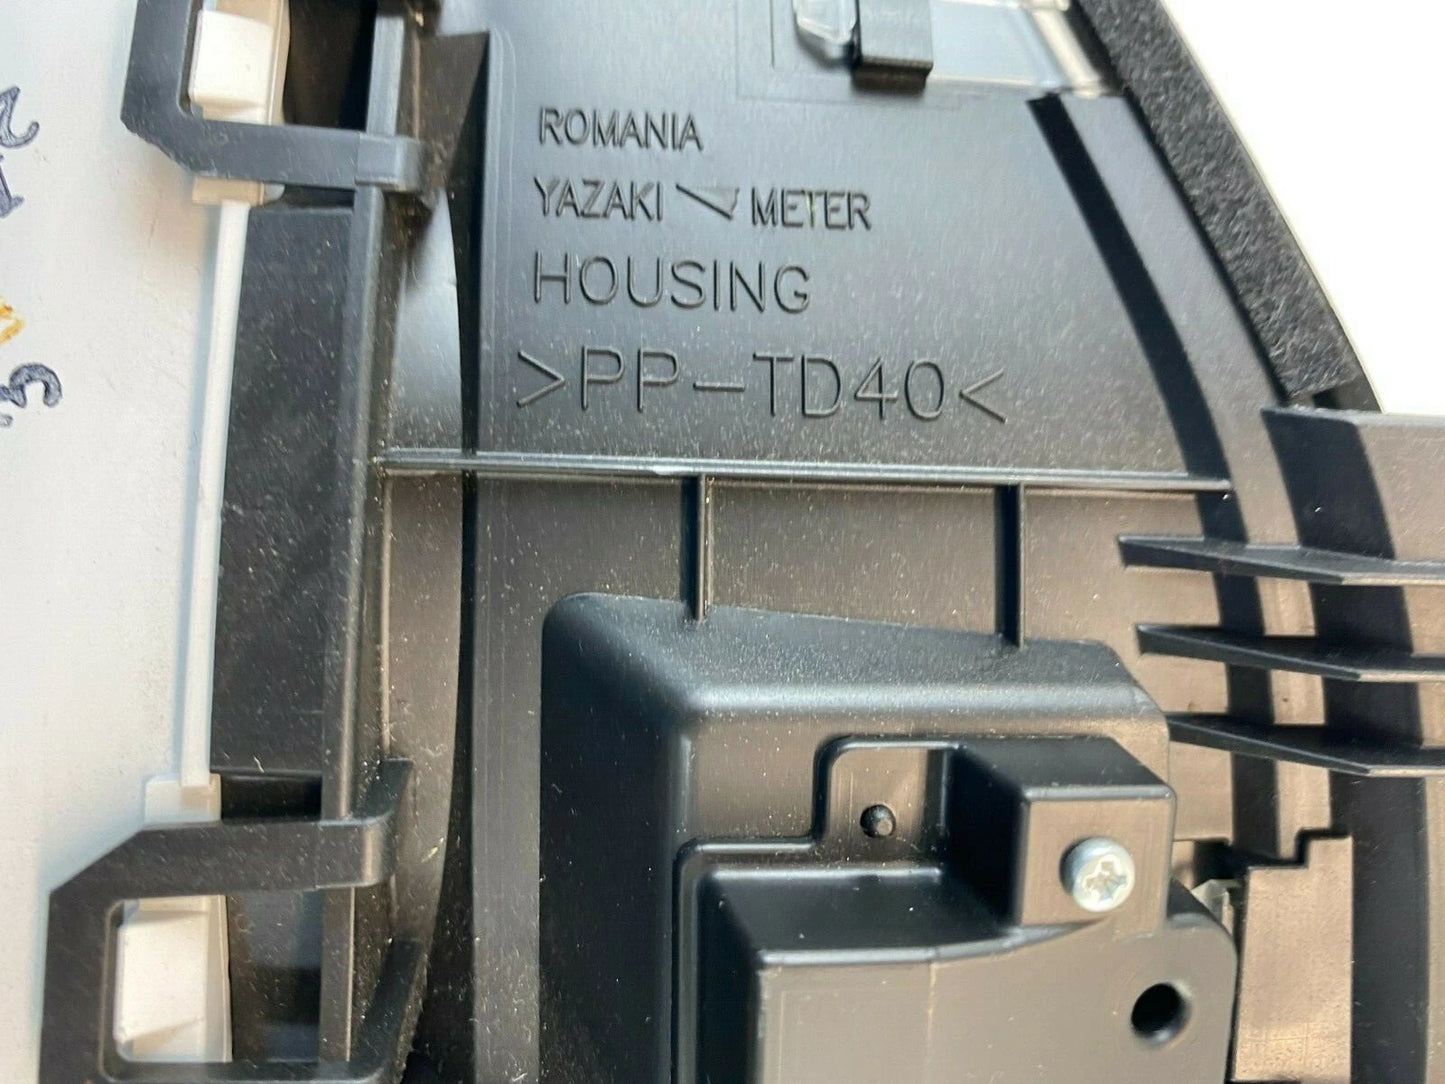 ROMANIA
YAZAKI METER
HOUSING
>PP-TD40<